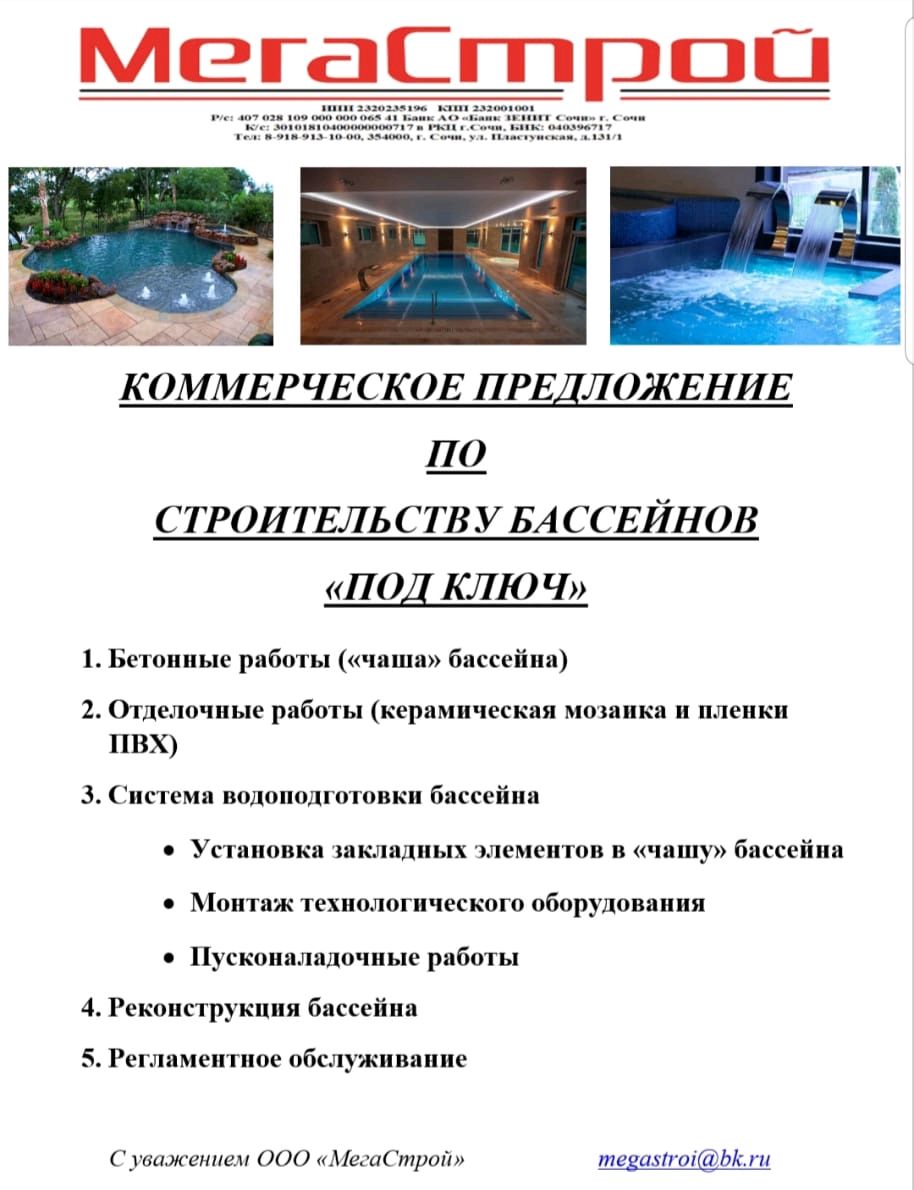 МегаСтрой
ИНН 2320235196 КПП 232001001
Р/с: 407 028 109 000 000 065 41 Банк АО «Банк ЗЕНИТ Сочи» г. Сочи
К/с: 30101810400000000717 в РКЦ г.Сочи, БИК: 040396717
Тел: 8-918-913-10-00, 354000, г. Сочи, ул. Пластунская, д.131/1
КОММЕРЧЕСКОЕ ПРЕДЛОЖЕНИЕ
ПО
СТРОИТЕЛЬСТВУ БАССЕЙНОВ
«ПОД КЛЮЧ»
1. Бетонные работы («чаша» бассейна)
2. Отделочные работы (керамическая мозаика и пленки
ПВХ)
3. Система водоподготовки бассейна
• Установка закладных элементов в «чашу» бассейна
• Монтаж технологического оборудования
• Пусконаладочные работы
4. Реконструкция бассейна
5. Регламентное обслуживание
С уважением ООО «МегаСтрой» megastroi@bk.ru